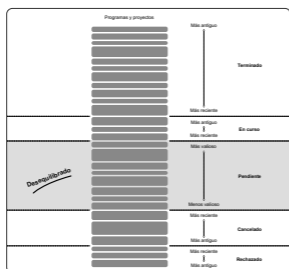 Programas y proyectos
Más antiguo
Terminado
Más reciente
Más antiguo
En curso
Más reciente
Más valioso
Desequilibrado
Pendiente
Menos valioso
Más reciente
Cancelado
Más antiguo
Más reciente
Rechazado
Más antiguo